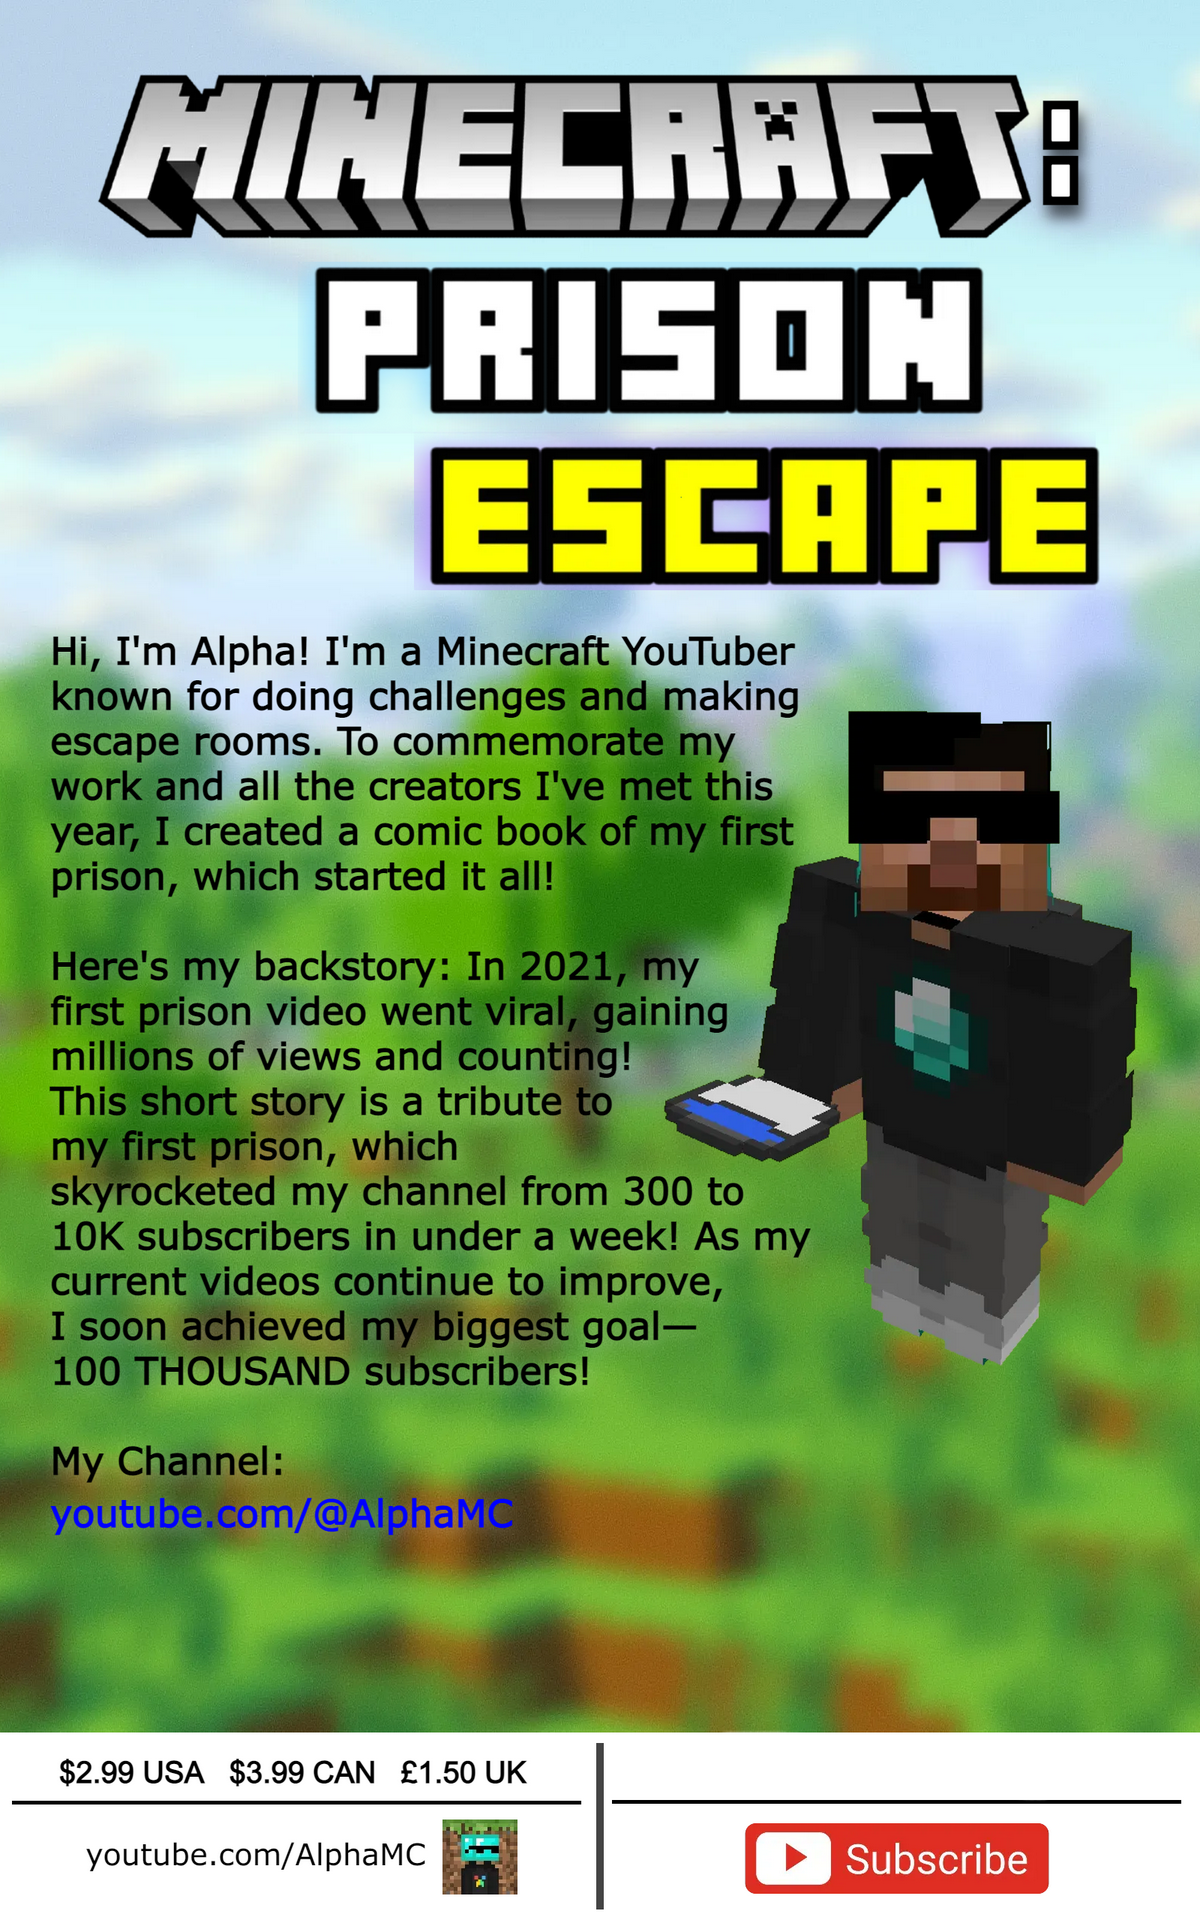 MINECRAFT:
PRISON
ESCAPE
Hi, I'm Alpha! I'm a Minecraft YouTuber
known for doing challenges and making
escape rooms. To commemorate my
work and all the creators I've met this
year, I created a comic book of my first
prison, which started it all!
Here's my backstory: In 2021, my
first prison video went viral, gaining
millions of views and counting!
This short story is a tribute to
my first prison, which
skyrocketed my channel from 300 to
10K subscribers in under a week! As my
current videos continue to improve,
I soon achieved my biggest goal—
100 THOUSAND subscribers!
My Channel:
youtube.com/@AlphaMC
$2.99 USA $3.99 CAN £1.50 UK
youtube.com/AlphaMC
Subscribe